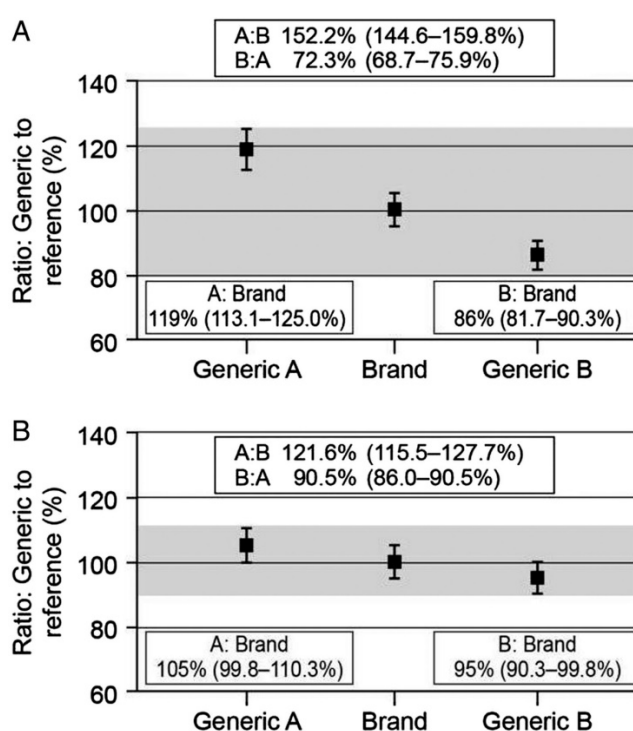 A
A:B 152.2% (144.6–159.8%)
B:A 72.3% (68.7–75.9%)
Ratio: Generic to
reference (%)
140
120
100
80
60
A: Brand
119% (113.1–125.0%)
B: Brand
86% (81.7–90.3%)
Generic A
Brand
Generic B
B
A:B 121.6% (115.5–127.7%)
B:A 90.5% (86.0–90.5%)
Ratio: Generic to
reference (%)
140
120
100
80
60
A: Brand
105% (99.8–110.3%)
B: Brand
95% (90.3–99.8%)
Generic A
Brand
Generic B